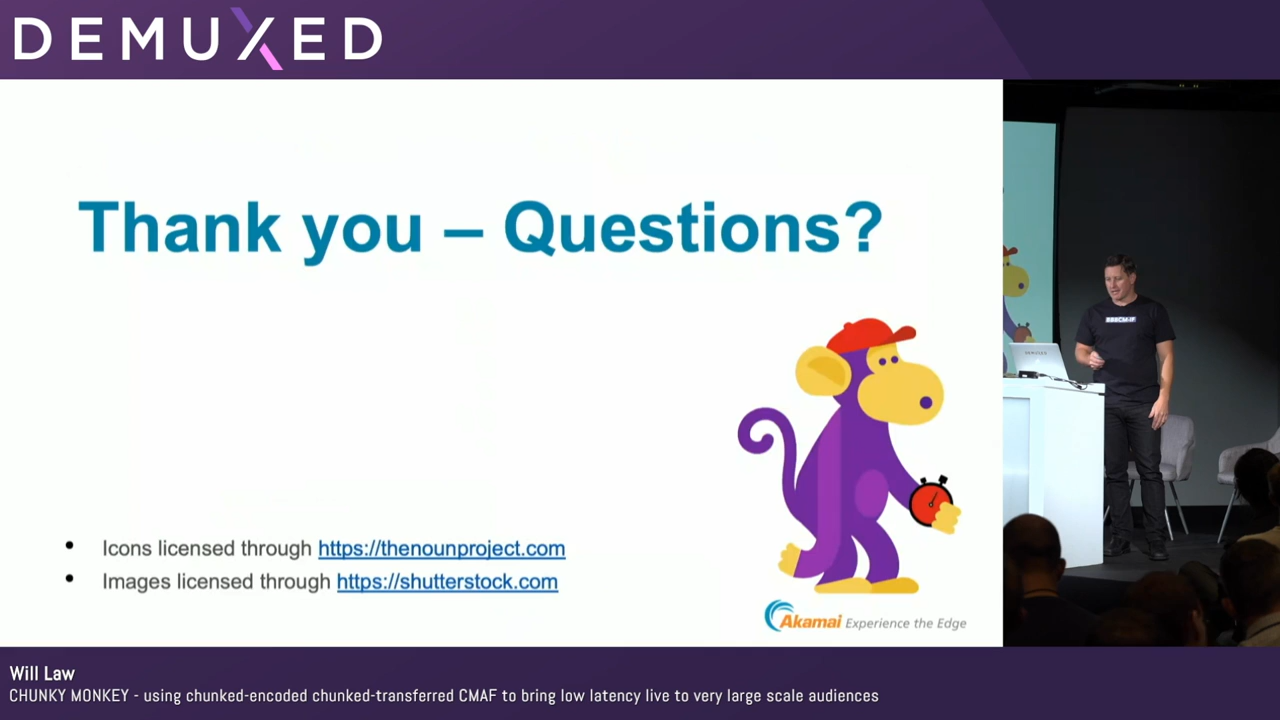 DEMUXED
Thank you – Questions?
• Icons licensed through https://thenounproject.com
• Images licensed through https://shutterstock.com
Akamai Experience the Edge
Will Law
CHUNKY MONKEY - using chunked-encoded chunked-transferred CMAF to bring low latency live to very large scale audiences